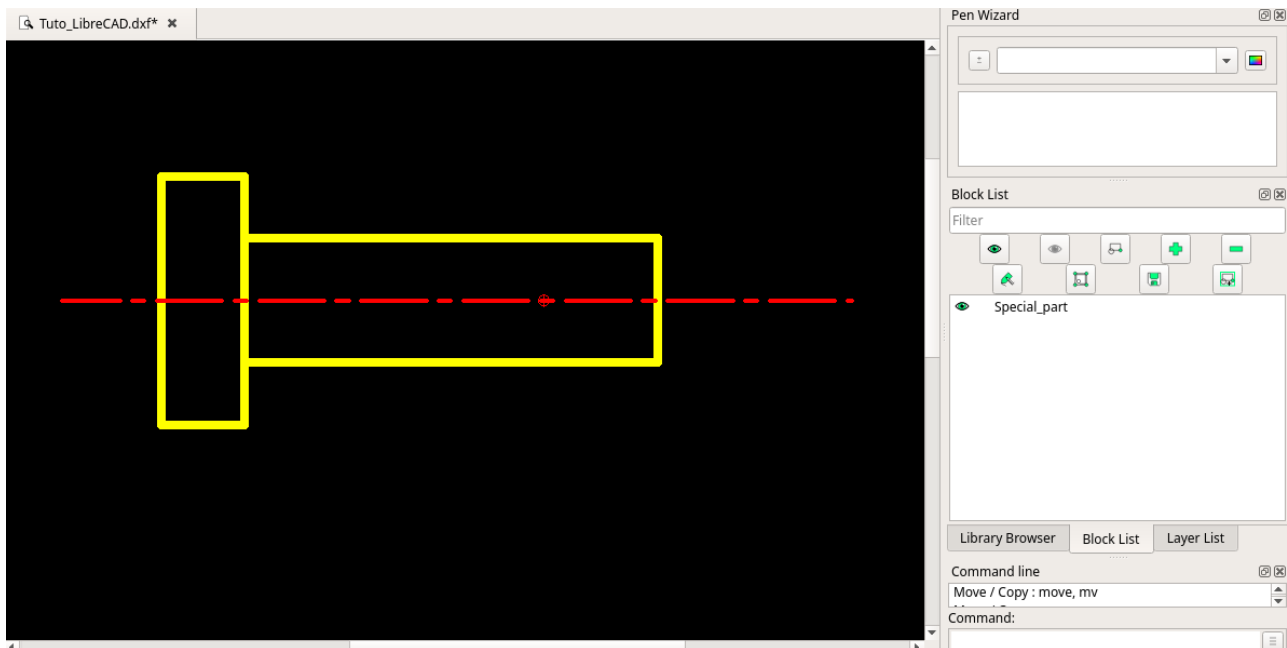 Tuto_LibreCAD.dxf*
Pen Wizard
Block List
Filter
Special_part
Library Browser Block List Layer List
Command line
Move / Copy : move, mv
Command: